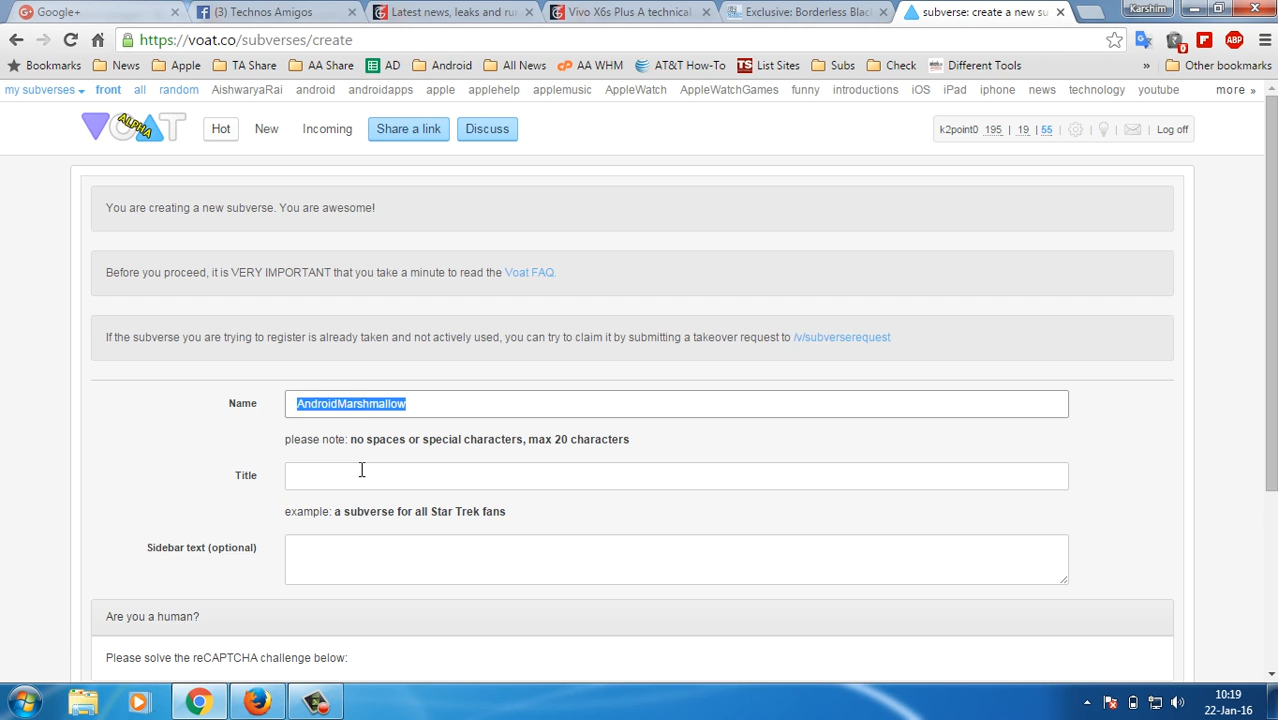 Google+ (3) Technos Amigos Latest news, leaks and rur Vivo X6s Plus A technical Exclusive: Borderless Blac subverse: create a new su Karshim
https://voat.co/subverses/create
Bookmarks News Apple TA Share AA Share AD Android All News AA WHM AT&T How-To List Sites Subs Check Different Tools » Other bookmarks
my subverses front all random AishwaryaRai android androidapps apple applehelp applemusic AppleWatch AppleWatchGames funny introductions iOS iPad iphone news technology youtube more »
VOAT ALPHA Hot New Incoming Share a link Discuss k2point0 195 | 19 | 55 | | | | Log off
You are creating a new subverse. You are awesome!
Before you proceed, it is VERY IMPORTANT that you take a minute to read the Voat FAQ.
If the subverse you are trying to register is already taken and not actively used, you can try to claim it by submitting a takeover request to /v/subverserequest
Name AndroidMarshmallow
please note: no spaces or special characters, max 20 characters
Title
example: a subverse for all Star Trek fans
Sidebar text (optional)
Are you a human?
Please solve the reCAPTCHA challenge below:
10:19
22-Jan-16